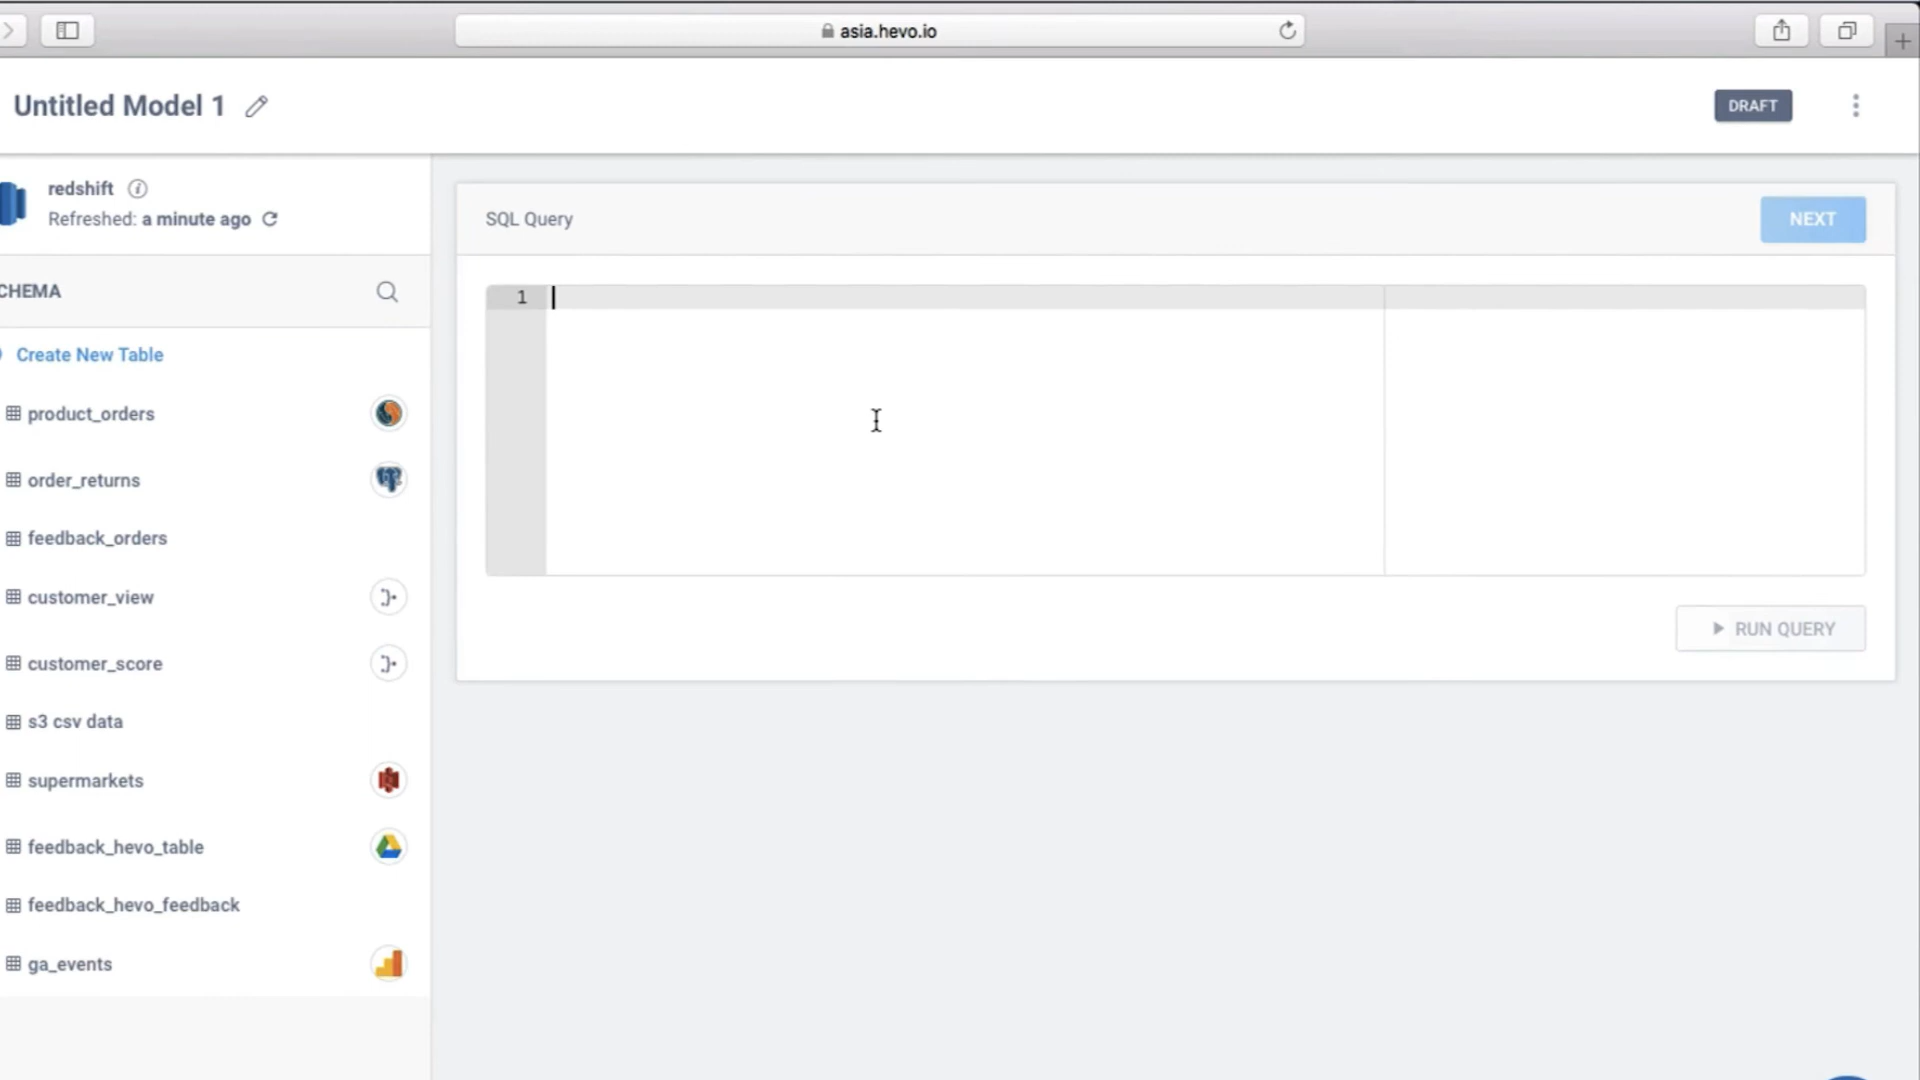 asia.hevo.io
Untitled Model 1
DRAFT
redshift
Refreshed: a minute ago
CHEMA
Create New Table
product_orders
order_returns
feedback_orders
customer_view
customer_score
s3 csv data
supermarkets
feedback_hevo_table
feedback_hevo_feedback
ga_events
SQL Query
NEXT
1
RUN QUERY